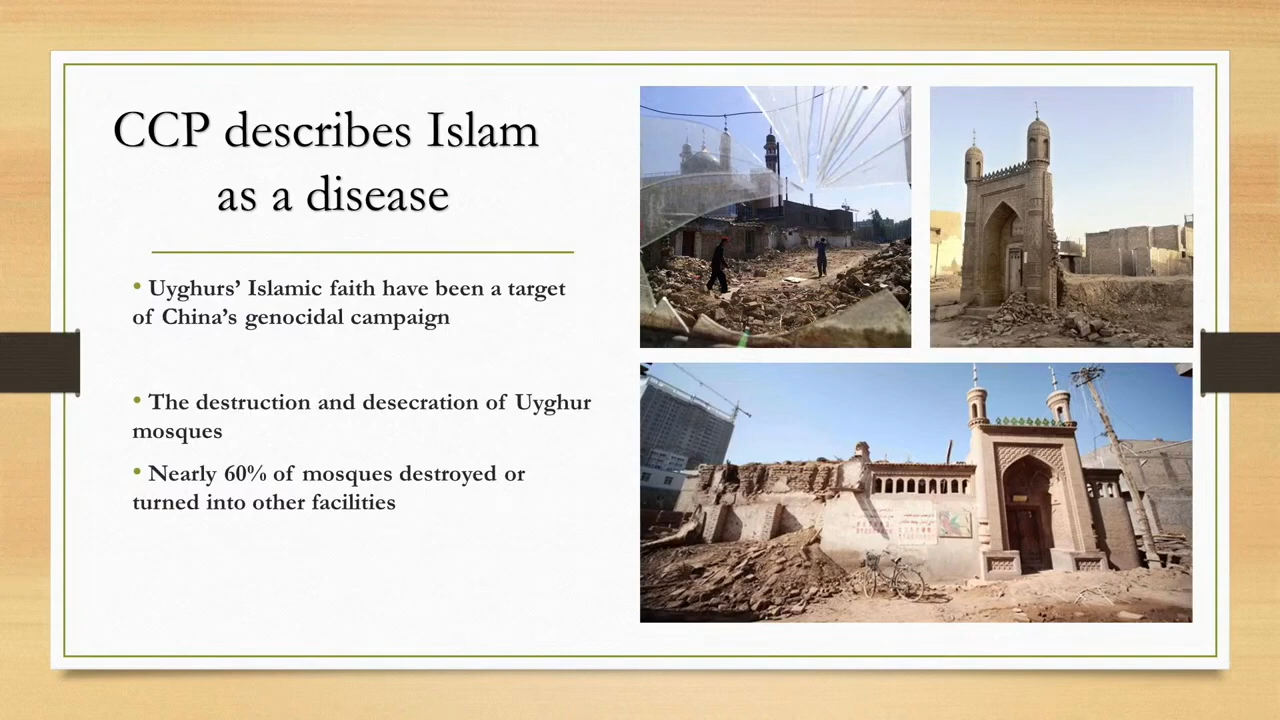 CCP describes Islam
as a disease
• Uyghurs’ Islamic faith have been a target
of China’s genocidal campaign
• The destruction and desecration of Uyghur
mosques
• Nearly 60% of mosques destroyed or
turned into other facilities